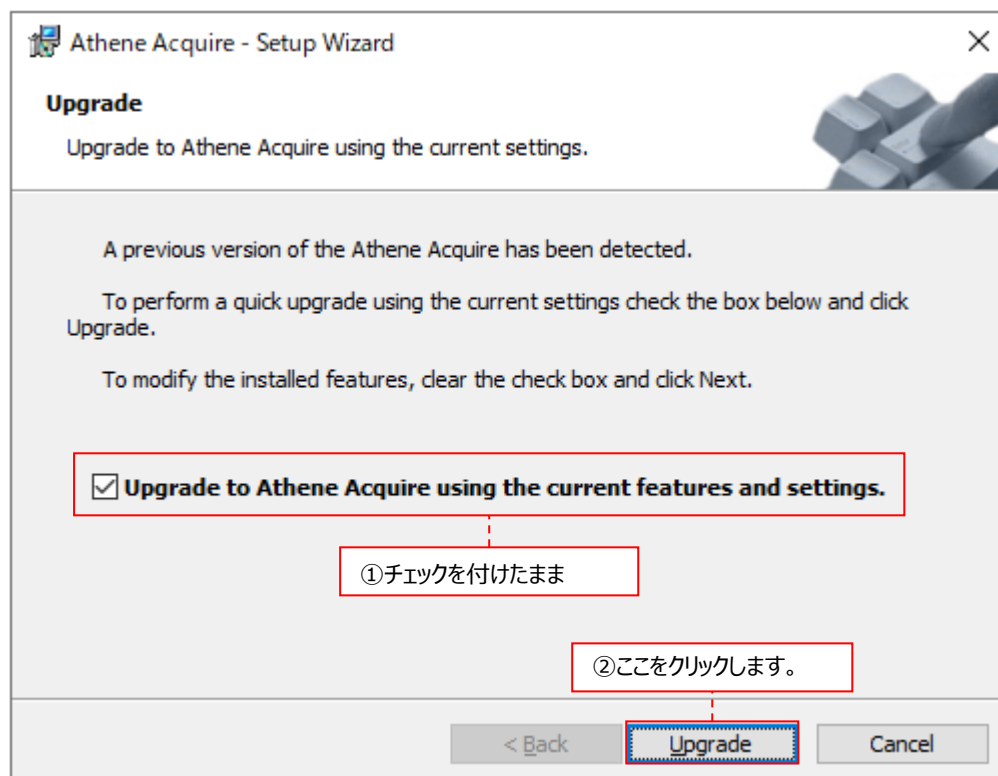 Athene Acquire - Setup Wizard
Upgrade
Upgrade to Athene Acquire using the current settings.
A previous version of the Athene Acquire has been detected.
To perform a quick upgrade using the current settings check the box below and click
Upgrade.
To modify the installed features, clear the check box and click Next.
Upgrade to Athene Acquire using the current features and settings.
①チェックを付けたまま
②ここをクリックします。
< Back
Upgrade
Cancel